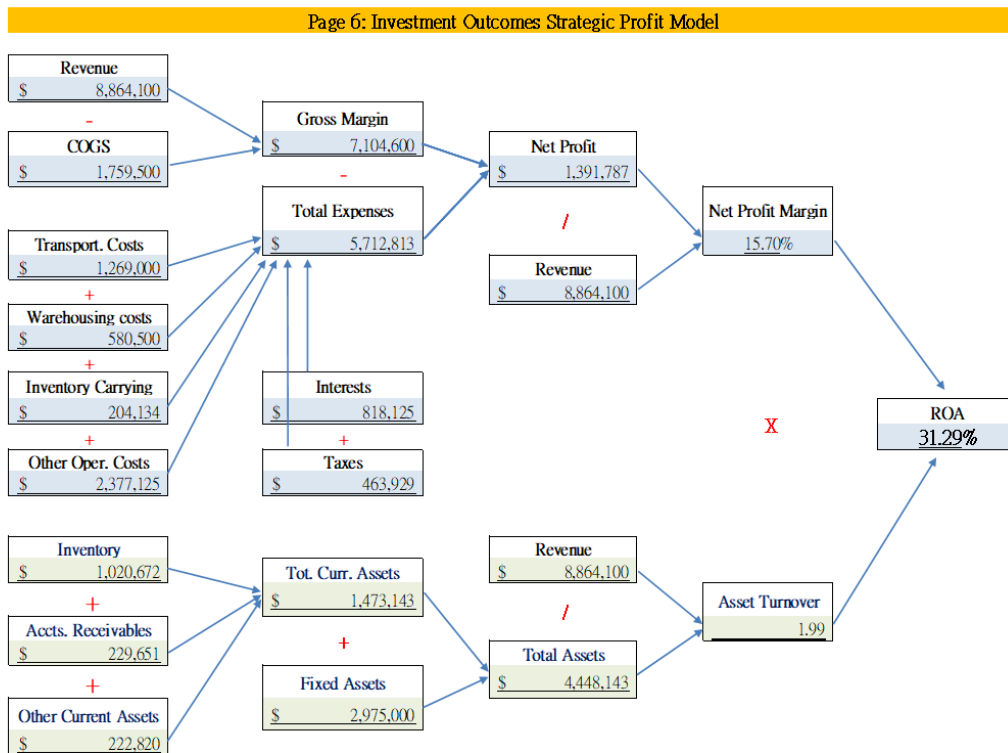 Page 6: Investment Outcomes Strategic Profit Model
Revenue
$ 8,864,100
-
COGS
$ 1,759,500
Gross Margin
$ 7,104,600
-
Total Expenses
$ 5,712,813
Net Profit
$ 1,391,787
/
Revenue
$ 8,864,100
Net Profit Margin
15.70%
Transport. Costs
$ 1,269,000
+
Warehousing costs
$ 580,500
+
Inventory Carrying
$ 204,134
+
Other Oper. Costs
$ 2,377,125
Interests
$ 818,125
+
Taxes
$ 463,929
X
ROA
31.29%
Inventory
$ 1,020,672
+
Accts. Receivables
$ 229,651
+
Other Current Assets
$ 222,820
Tot. Curr. Assets
$ 1,473,143
+
Fixed Assets
$ 2,975,000
Revenue
$ 8,864,100
/
Total Assets
$ 4,448,143
Asset Turnover
1.99